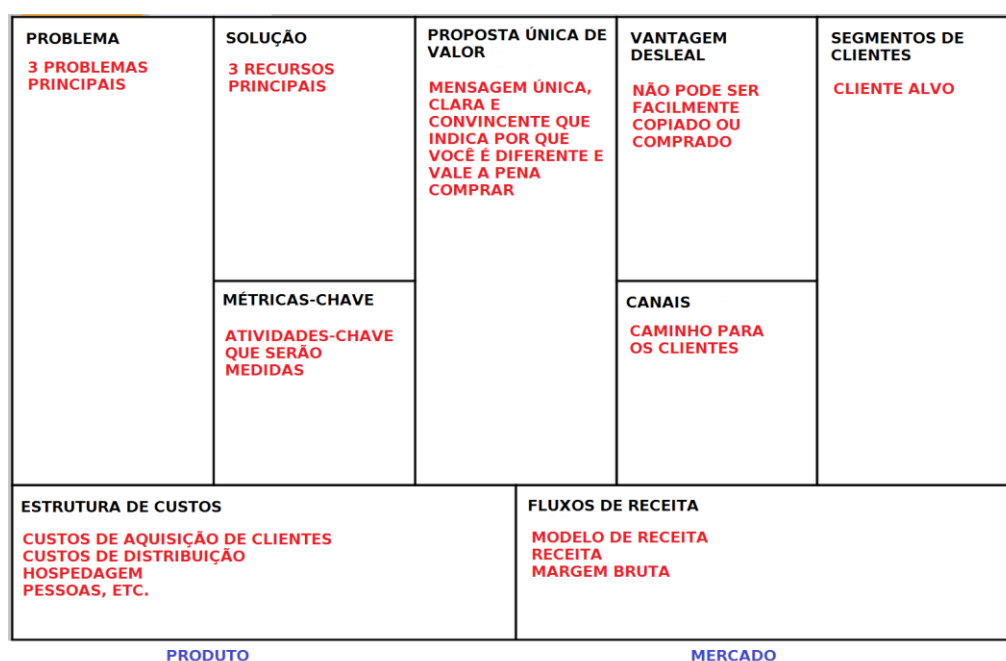 PROBLEMA
3 PROBLEMAS
PRINCIPAIS
SOLUÇÃO
3 RECURSOS
PRINCIPAIS
MÉTRICAS-CHAVE
ATIVIDADES-CHAVE
QUE SERÃO
MEDIDAS
PROPOSTA ÚNICA DE
VALOR
MENSAGEM ÚNICA,
CLARA E
CONVINCENTE QUE
INDICA POR QUE
VOCÊ É DIFERENTE E
VALE A PENA
COMPRAR
VANTAGEM
DESLEAL
NÃO PODE SER
FACILMENTE
COPIADO OU
COMPRADO
CANAIS
CAMINHO PARA
OS CLIENTES
SEGMENTOS DE
CLIENTES
CLIENTE ALVO
ESTRUTURA DE CUSTOS
CUSTOS DE AQUISIÇÃO DE CLIENTES
CUSTOS DE DISTRIBUIÇÃO
HOSPEDAGEM
PESSOAS, ETC.
FLUXOS DE RECEITA
MODELO DE RECEITA
RECEITA
MARGEM BRUTA
PRODUTO
MERCADO